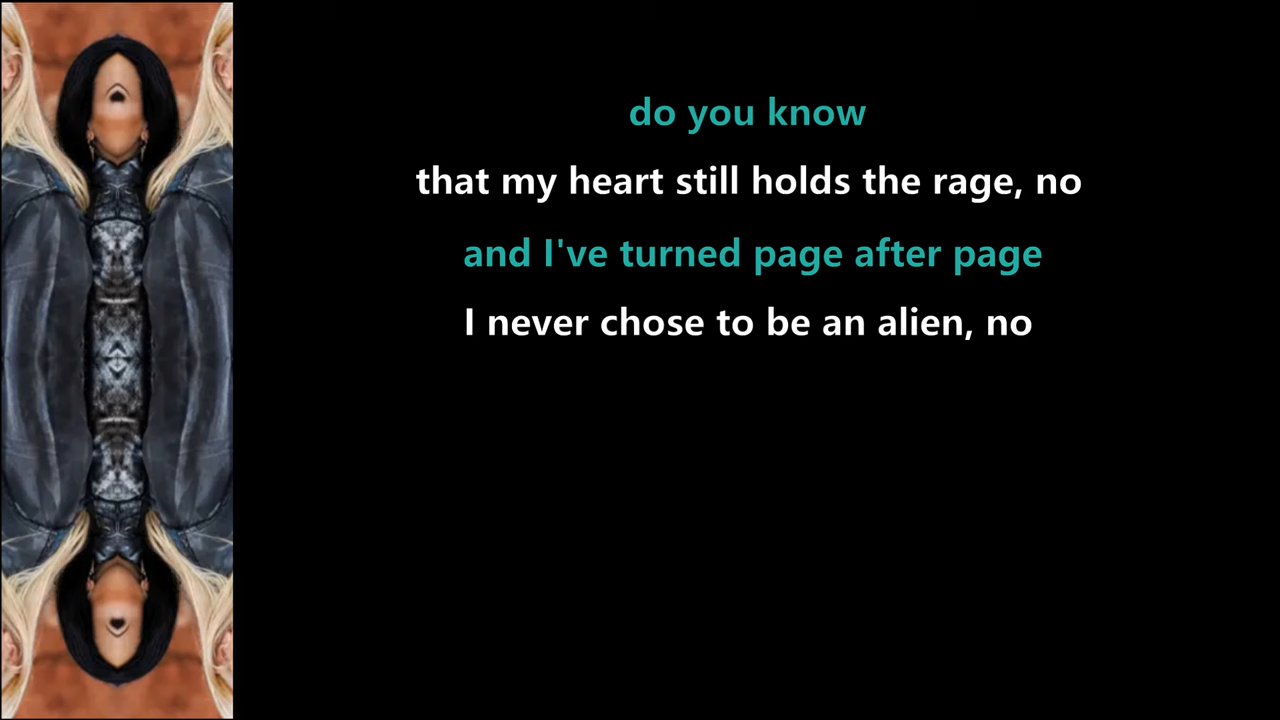 do you know
that my heart still holds the rage, no
and I've turned page after page
I never chose to be an alien, no